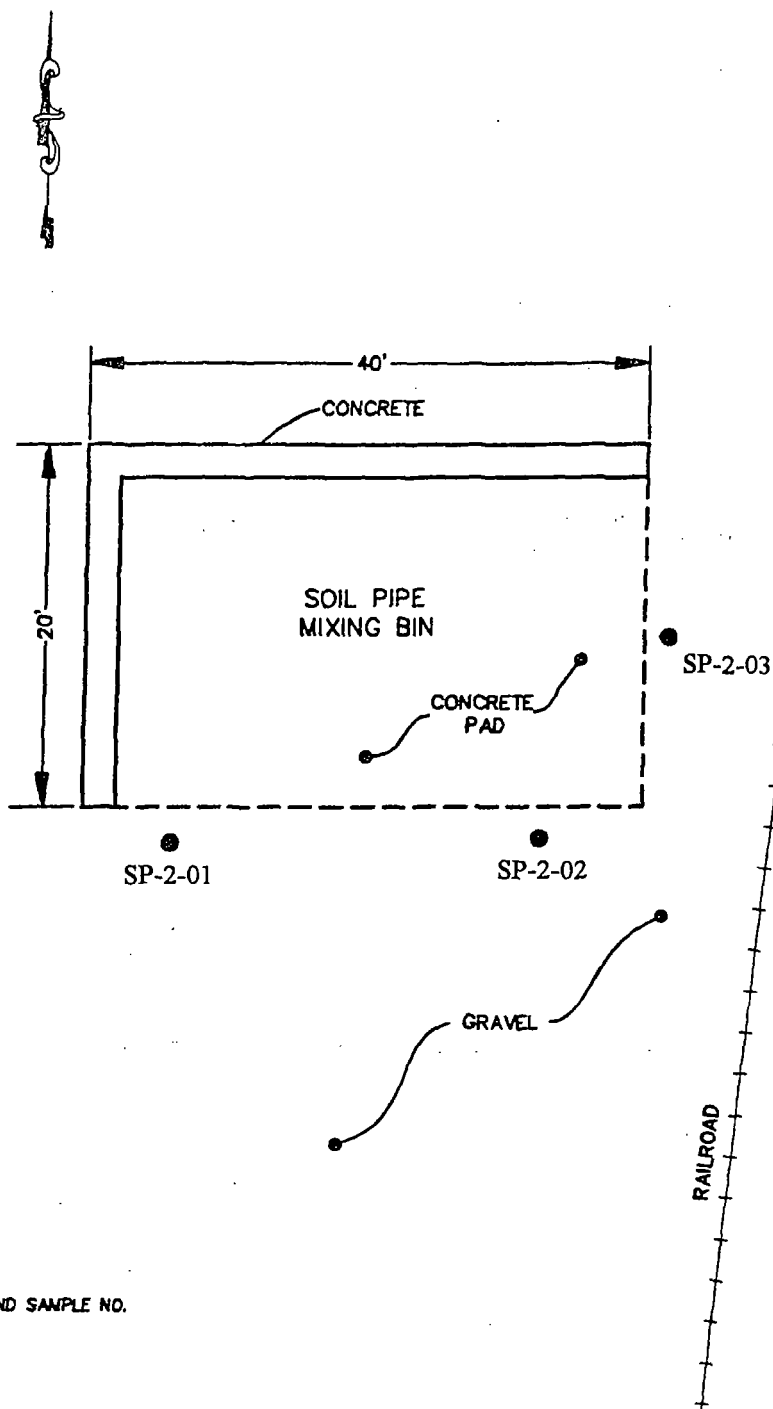 40'
CONCRETE
20'
SOIL PIPE
MIXING BIN
SP-2-03
CONCRETE
PAD
SP-2-01
SP-2-02
GRAVEL
RAILROAD
ND SAMPLE NO.